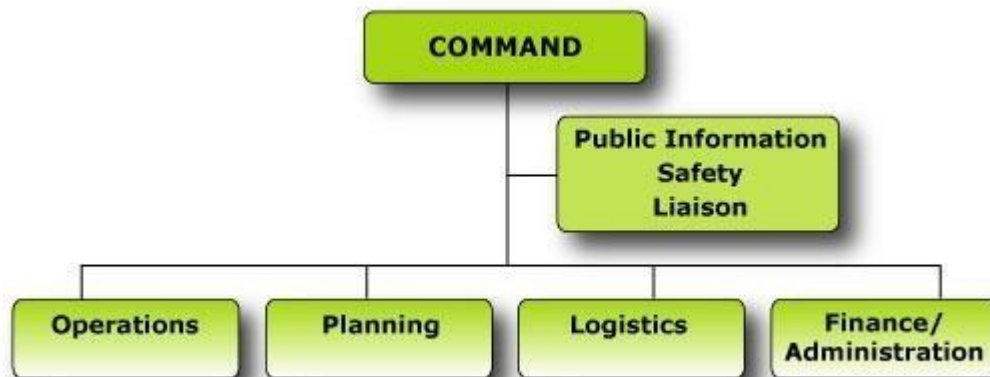 COMMAND
Public Information
Safety
Liaison
Operations
Planning
Logistics
Finance/
Administration